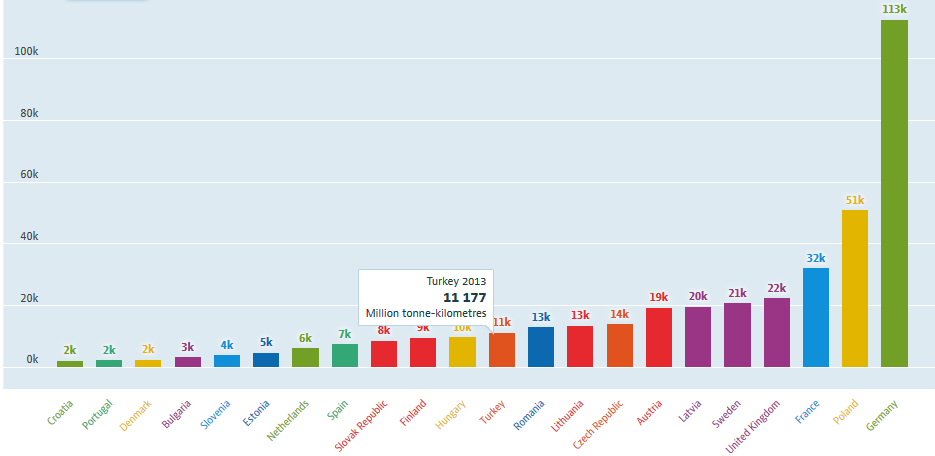 113k
100k
80k
60k
40k
20k
0k
2k
2k
2k
3k
4k
5k
6k
7k
8k
9k
10k
11k
13k
13k
14k
19k
20k
21k
22k
32k
51k
Turkey 2013
11 177
Million tonne-kilometres
Croatia
Portugal
Denmark
Bulgaria
Slovenia
Estonia
Netherlands
Spain
Slovak Republic
Finland
Hungary
Turkey
Romania
Lithuania
Czech Republic
Austria
Latvia
Sweden
United Kingdom
France
Poland
Germany